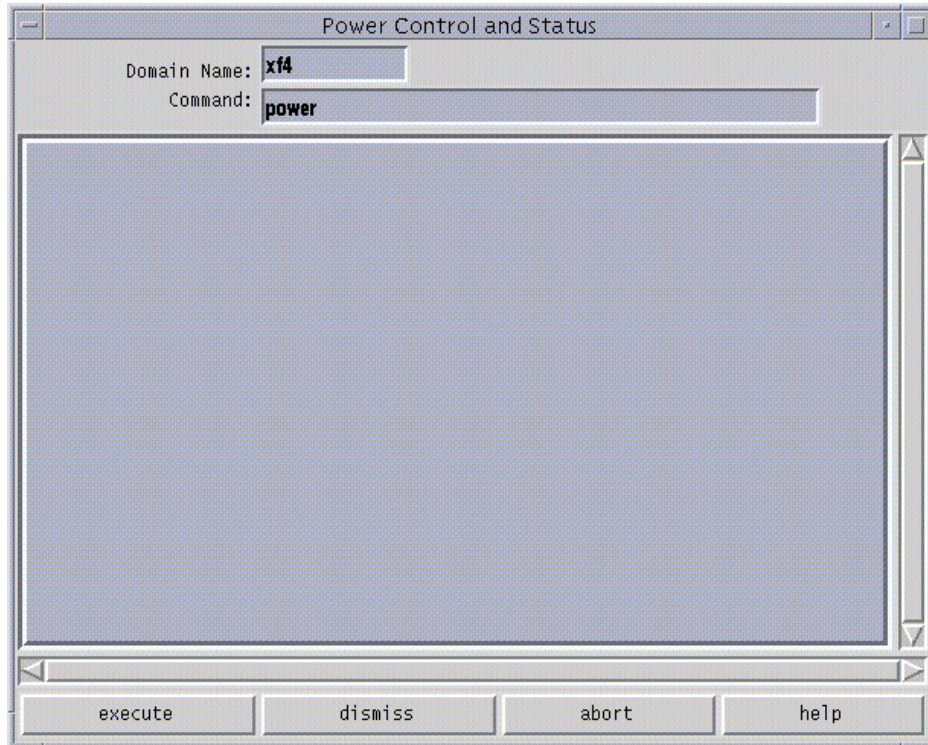 Power Control and Status
Domain Name: xf4
Command: power
execute dismiss abort help